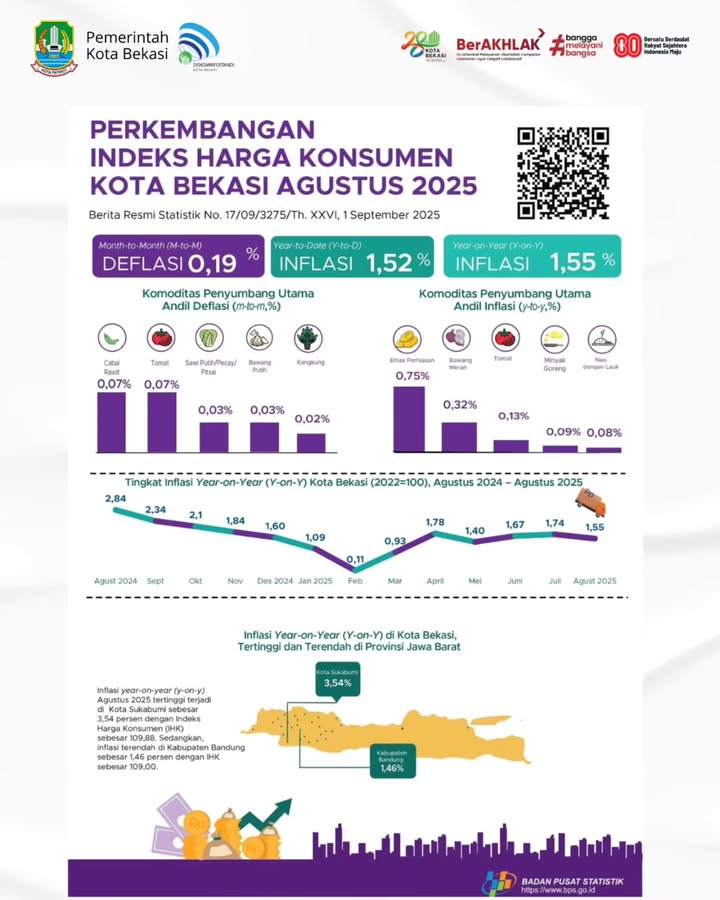 Pemerintah
Kota Bekasi
DISKOMINFOSTANDI
KOTA BEKASI
KOTA BEKASI
BerAKHLAK
#bangga melayani bangsa
80 Bersatu Berdaulat
Rakyat Sejahtera
Indonesia Maju
PERKEMBANGAN
INDEKS HARGA KONSUMEN
KOTA BEKASI AGUSTUS 2025
Berita Resmi Statistik No. 17/09/3275/Th. XXVI, 1 September 2025
Month-to-Month (M-to-M)
DEFLASI 0,19 %
Year-to-Date (Y-to-D)
INFLASI 1,52 %
Year-on-Year (Y-on-Y)
INFLASI 1,55 %
Komoditas Penyumbang Utama
Andil Deflasi (m-to-m,%)
Cabai Rawit
Tomat
Sawi Putih/Pecay/Pitsai
Bawang Putih
Kangkung
0,07% 0,07% 0,03% 0,03% 0,02%
Komoditas Penyumbang Utama
Andil Inflasi (y-to-y,%)
Emas Perhiasan
Bawang Merah
Tomat
Minyak Goreng
Nasi dengan Lauk
0,75% 0,32% 0,13% 0,09% 0,08%
Tingkat Inflasi Year-on-Year (Y-on-Y) Kota Bekasi (2022=100), Agustus 2024 – Agustus 2025
2,84 2,34 2,1 1,84 1,60 1,09 0,11 0,93 1,78 1,40 1,67 1,74 1,55
Agust 2024 Sept Okt Nov Des 2024 Jan 2025 Feb Mar April Mei Juni Juli Agust 2025
Inflasi Year-on-Year (Y-on-Y) di Kota Bekasi,
Tertinggi dan Terendah di Provinsi Jawa Barat
Kota Sukabumi
3,54%
Inflasi year-on-year (y-on-y)
Agustus 2025 tertinggi terjadi
di Kota Sukabumi sebesar
3,54 persen dengan Indeks
Harga Konsumen (IHK)
sebesar 109,88. Sedangkan,
inflasi terendah di Kabupaten Bandung
sebesar 1,46 persen dengan IHK
sebesar 109,00.
Kabupaten
Bandung
1,46%
BADAN PUSAT STATISTIK
https://www.bps.go.id